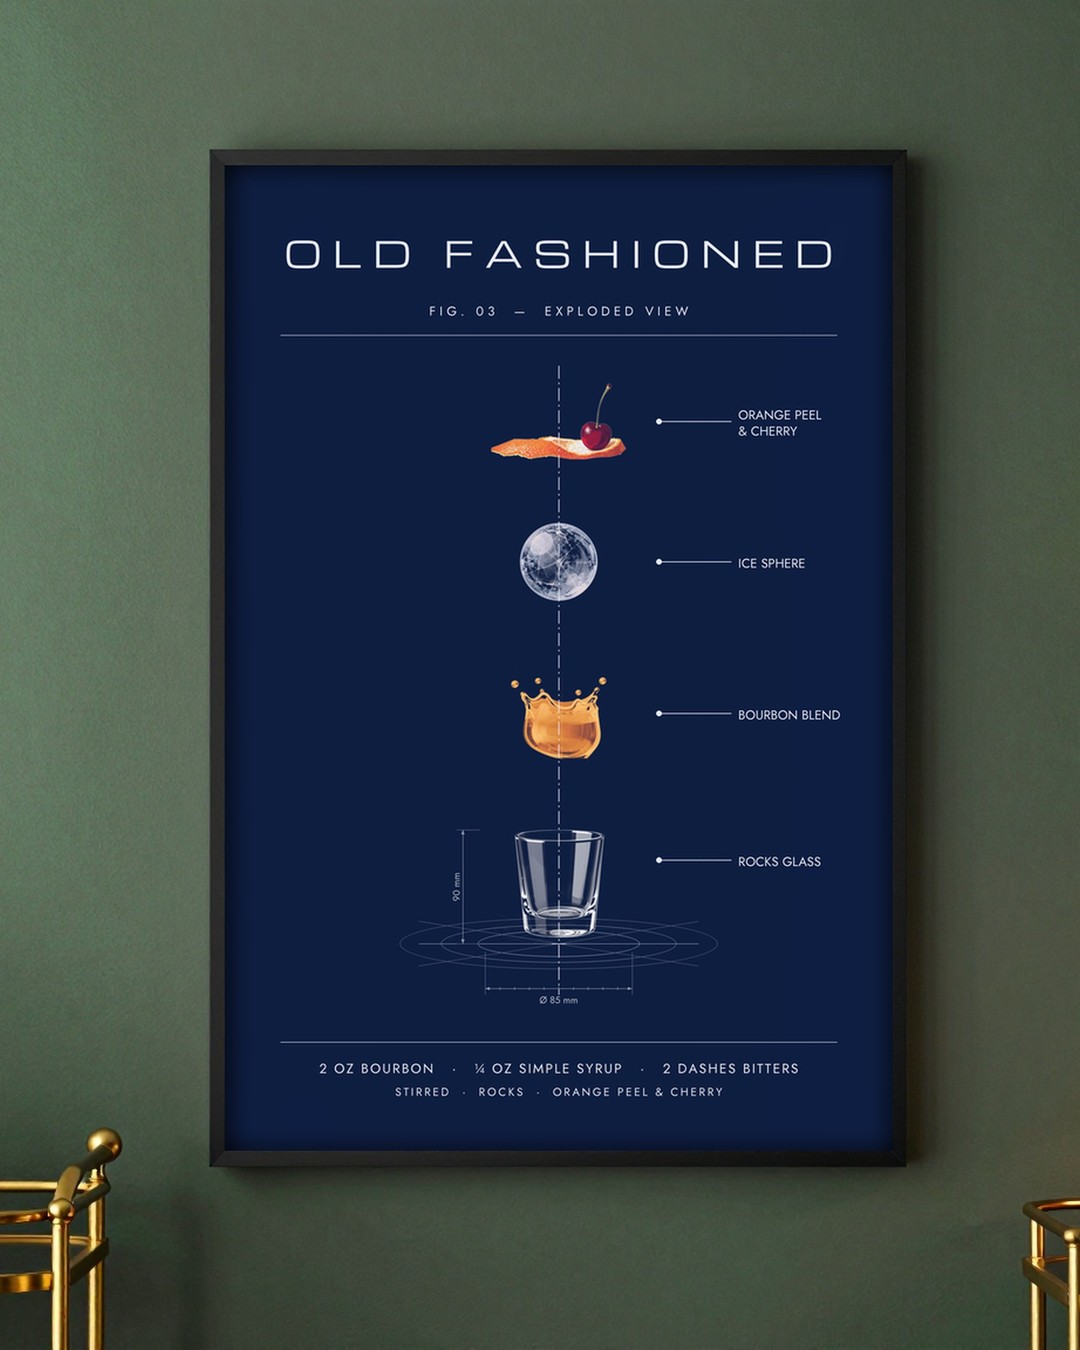 OLD FASHIONED
FIG. 03 — EXPLODED VIEW
ORANGE PEEL
& CHERRY
ICE SPHERE
BOURBON BLEND
ROCKS GLASS
90 mm
Ø 85 mm
2 OZ BOURBON · ¼ OZ SIMPLE SYRUP · 2 DASHES BITTERS
STIRRED · ROCKS · ORANGE PEEL & CHERRY